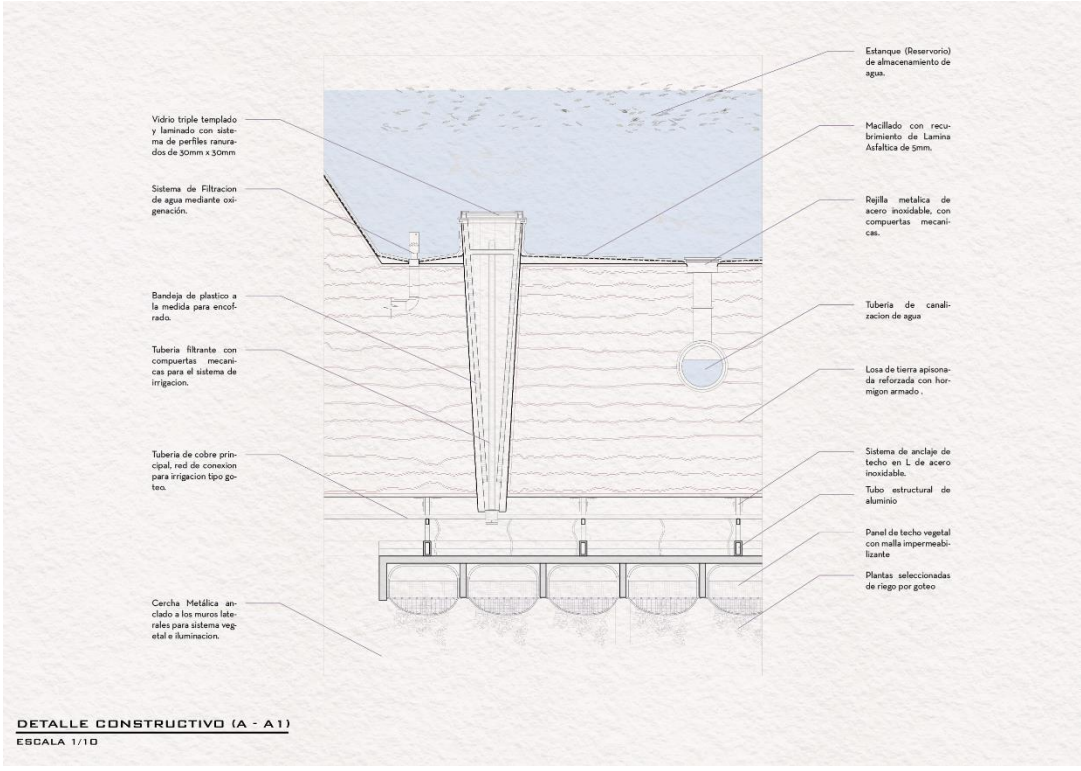 Vidrio triple templado
y laminado con siste-
ma de perfiles ranura-
dos de 30mm x 30mm
Sistema de Filtracion
de agua mediante oxi-
genación.
Bandeja de plastico a
la medida para encof-
rado.
Tuberia filtrante con
compuertas mecani-
cas para el sistema de
irrigacion.
Tuberia de cobre prin-
cipal, red de conexion
para irrigacion tipo go-
teo.
Cercha Metálica an-
clado a los muros late-
rales para sistema veg-
etal e iluminacion.
Estanque (Reservorio)
de almacenamiento de
agua.
Macillado con recu-
brimiento de Lamina
Asfaltica de 5mm.
Rejilla metalica de
acero inoxidable, con
compuertas mecani-
cas.
Tuberia de canali-
zacion de agua
Losa de tierra apisona-
da reforzada con hor-
migon armado .
Sistema de anclaje de
techo en L de acero
inoxidable.
Tubo estructural de
aluminio
Panel de techo vegetal
con malla impermeabi-
lizante
Plantas seleccionadas
de riego por goteo
DETALLE CONSTRUCTIVO (A - A1)
ESCALA 1/10